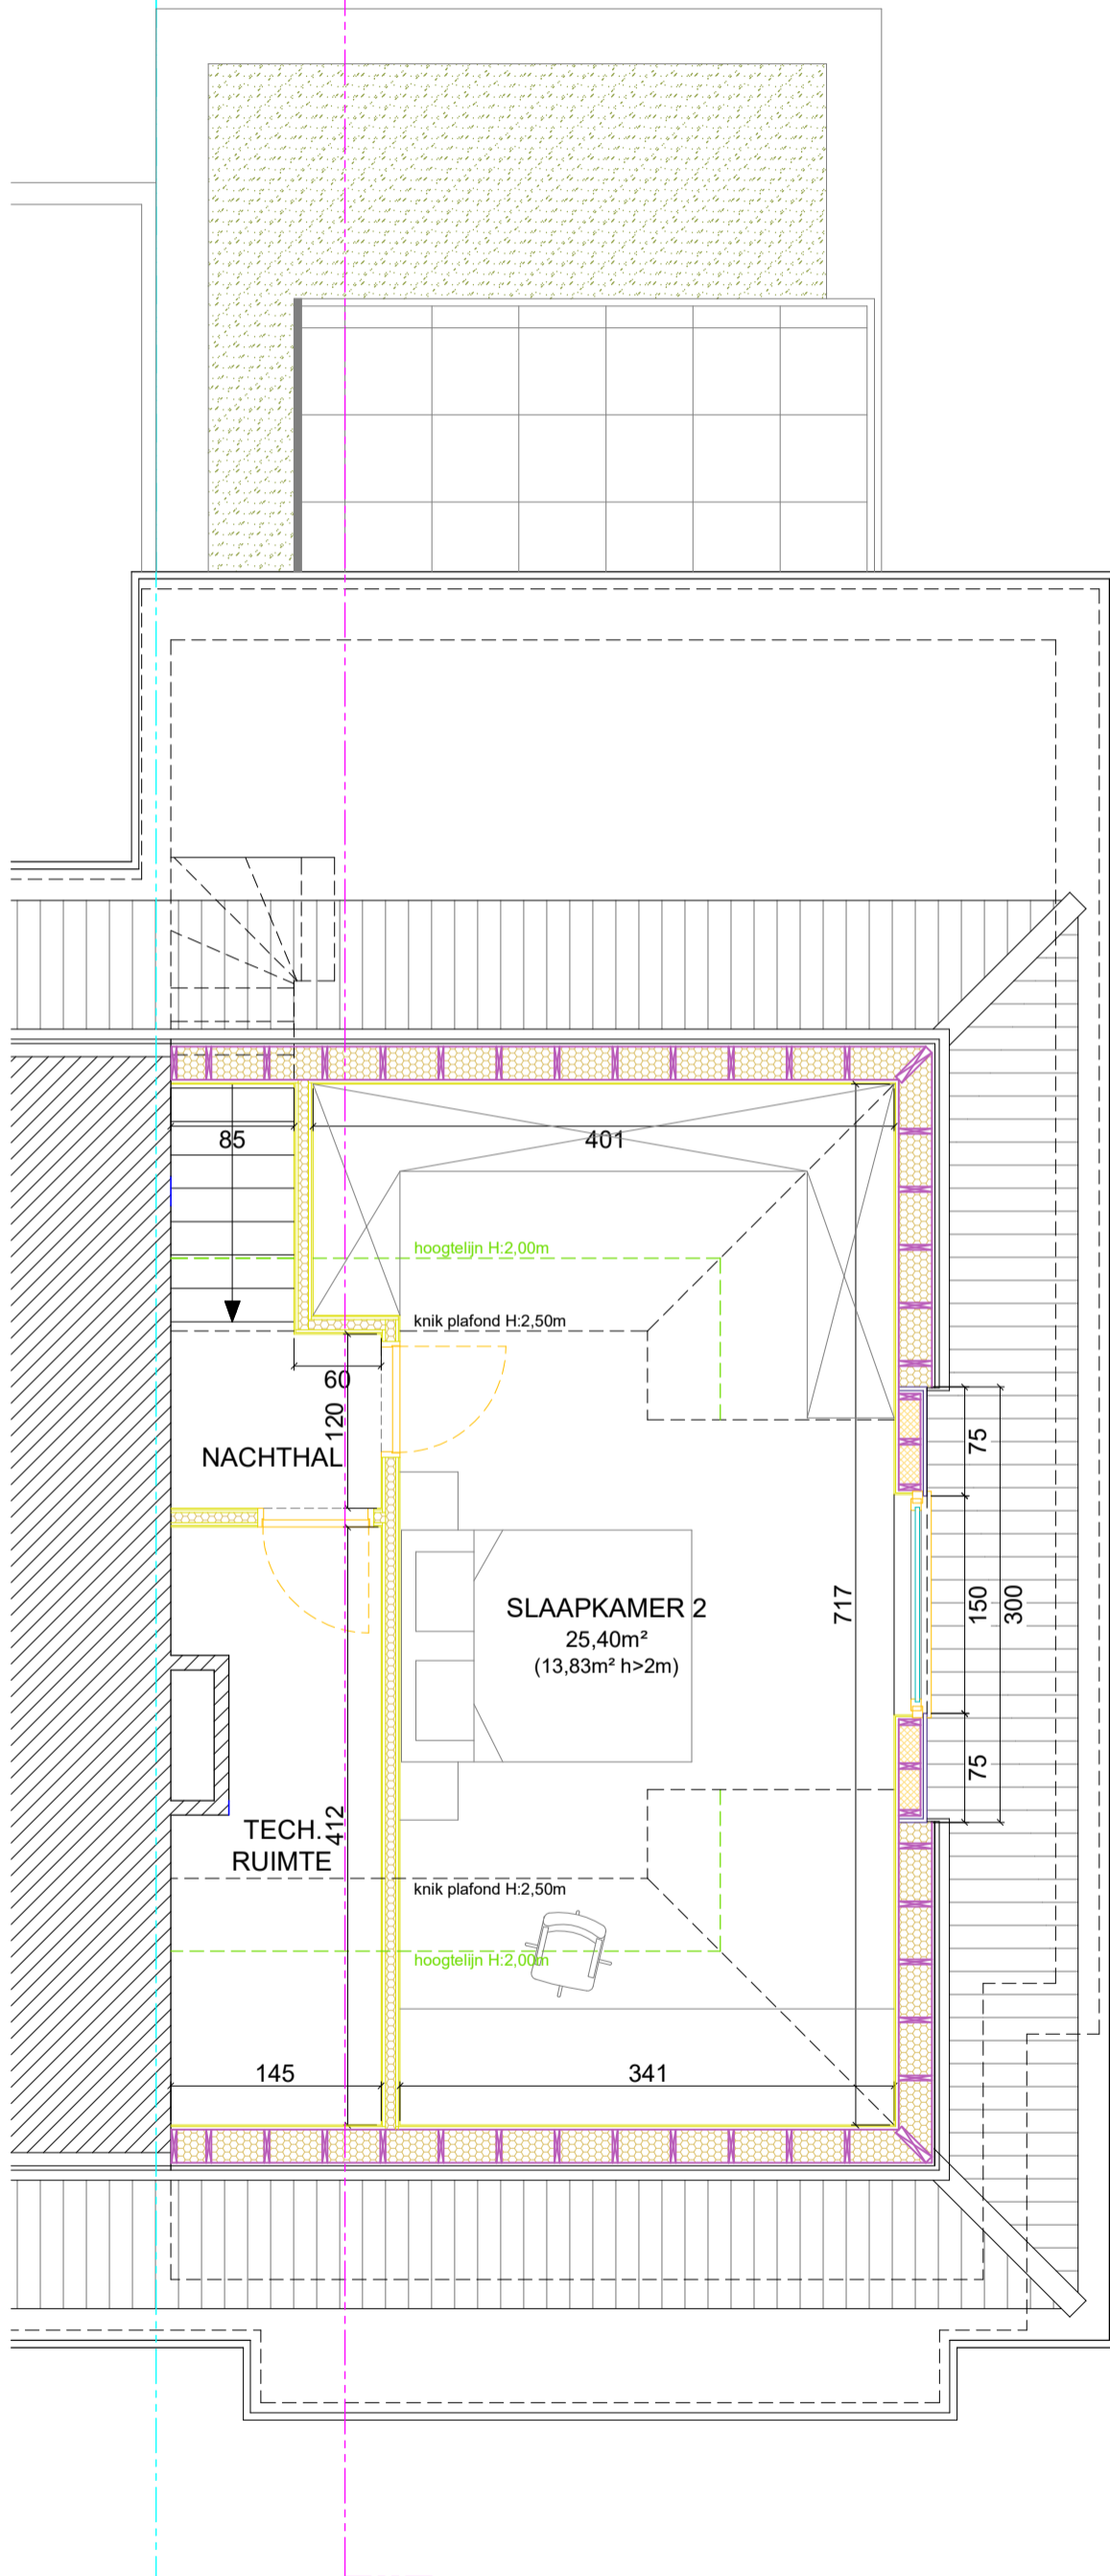 85
401
hoogtelijn H:2,00m
knik plafond H:2,50m
60
120
NACHTHAL
75
SLAAPKAMER 2
25,40m²
(13,83m² h>2m)
717
150
300
75
TECH.
RUIMTE
412
knik plafond H:2,50m
hoogtelijn H:2,00m
145
341